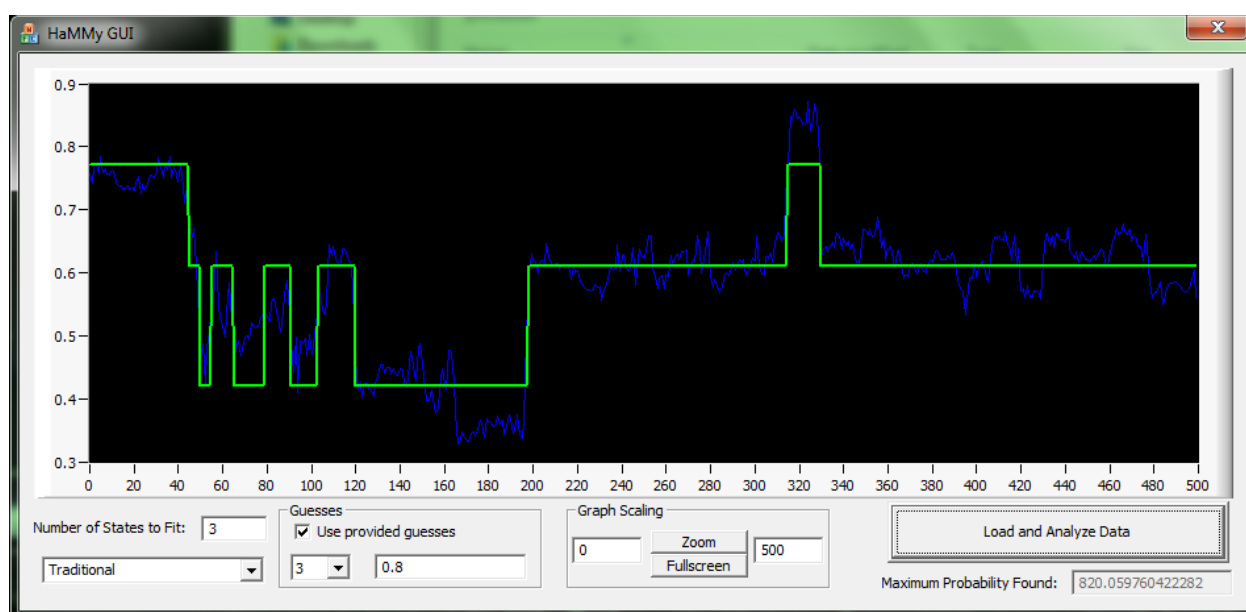 HaMMy GUI
0.9
0.8
0.7
0.6
0.5
0.4
0.3
0 20 40 60 80 100 120 140 160 180 200 220 240 260 280 300 320 340 360 380 400 420 440 460 480 500
Number of States to Fit: 3
Traditional
Guesses
Use provided guesses
3 0.8
Graph Scaling
0 Zoom 500
Fullscreen
Load and Analyze Data
Maximum Probability Found: 820.059760422282